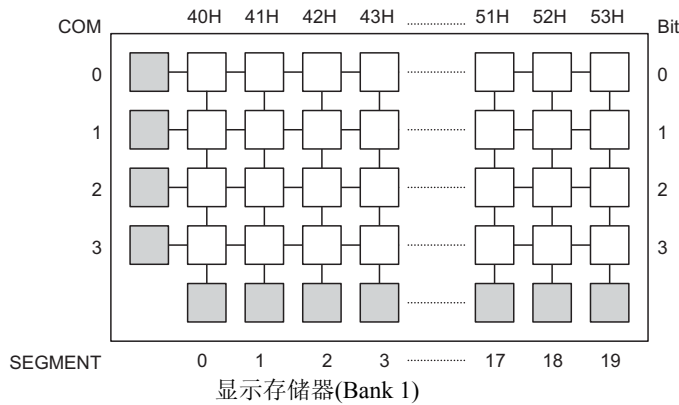 COM 40H 41H 42H 43H 51H 52H 53H Bit
0 0
1 1
2 2
3 3
SEGMENT 0 1 2 3 17 18 19
显示存储器(Bank 1)